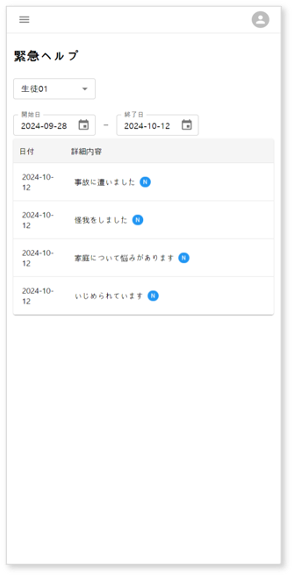 緊急ヘルプ
生徒01
開始日 終了日
2024-09-28 – 2024-10-12
日付 詳細内容
2024-10-
12
事故に遭いました N
2024-10-
12
怪我をしました N
2024-10-
12
家庭について悩みがあります N
2024-10-
12
いじめられています N